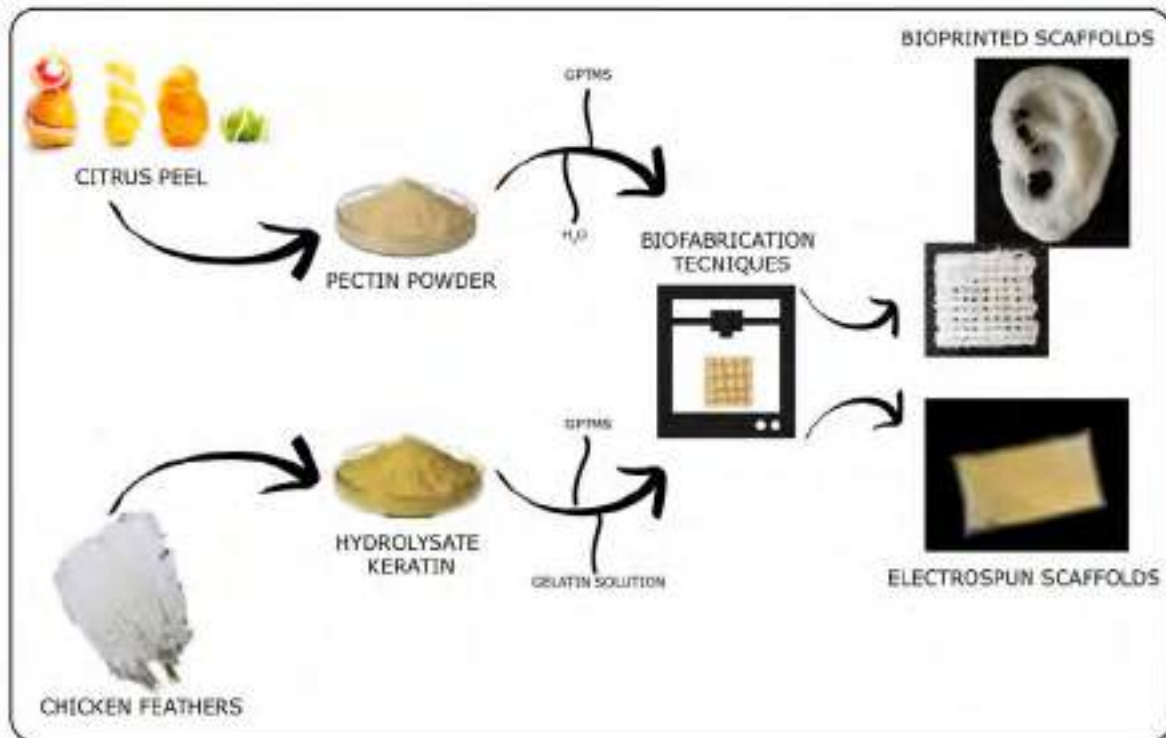 BIOPRINTED SCAFFOLDS
GPTMS
CITRUS PEEL
H₂O
PECTIN POWDER
BIOFABRICATION
TECNIQUES
GPTMS
HYDROLYSATE
KERATIN
GELATIN SOLUTION
ELECTROSPUN SCAFFOLDS
CHICKEN FEATHERS